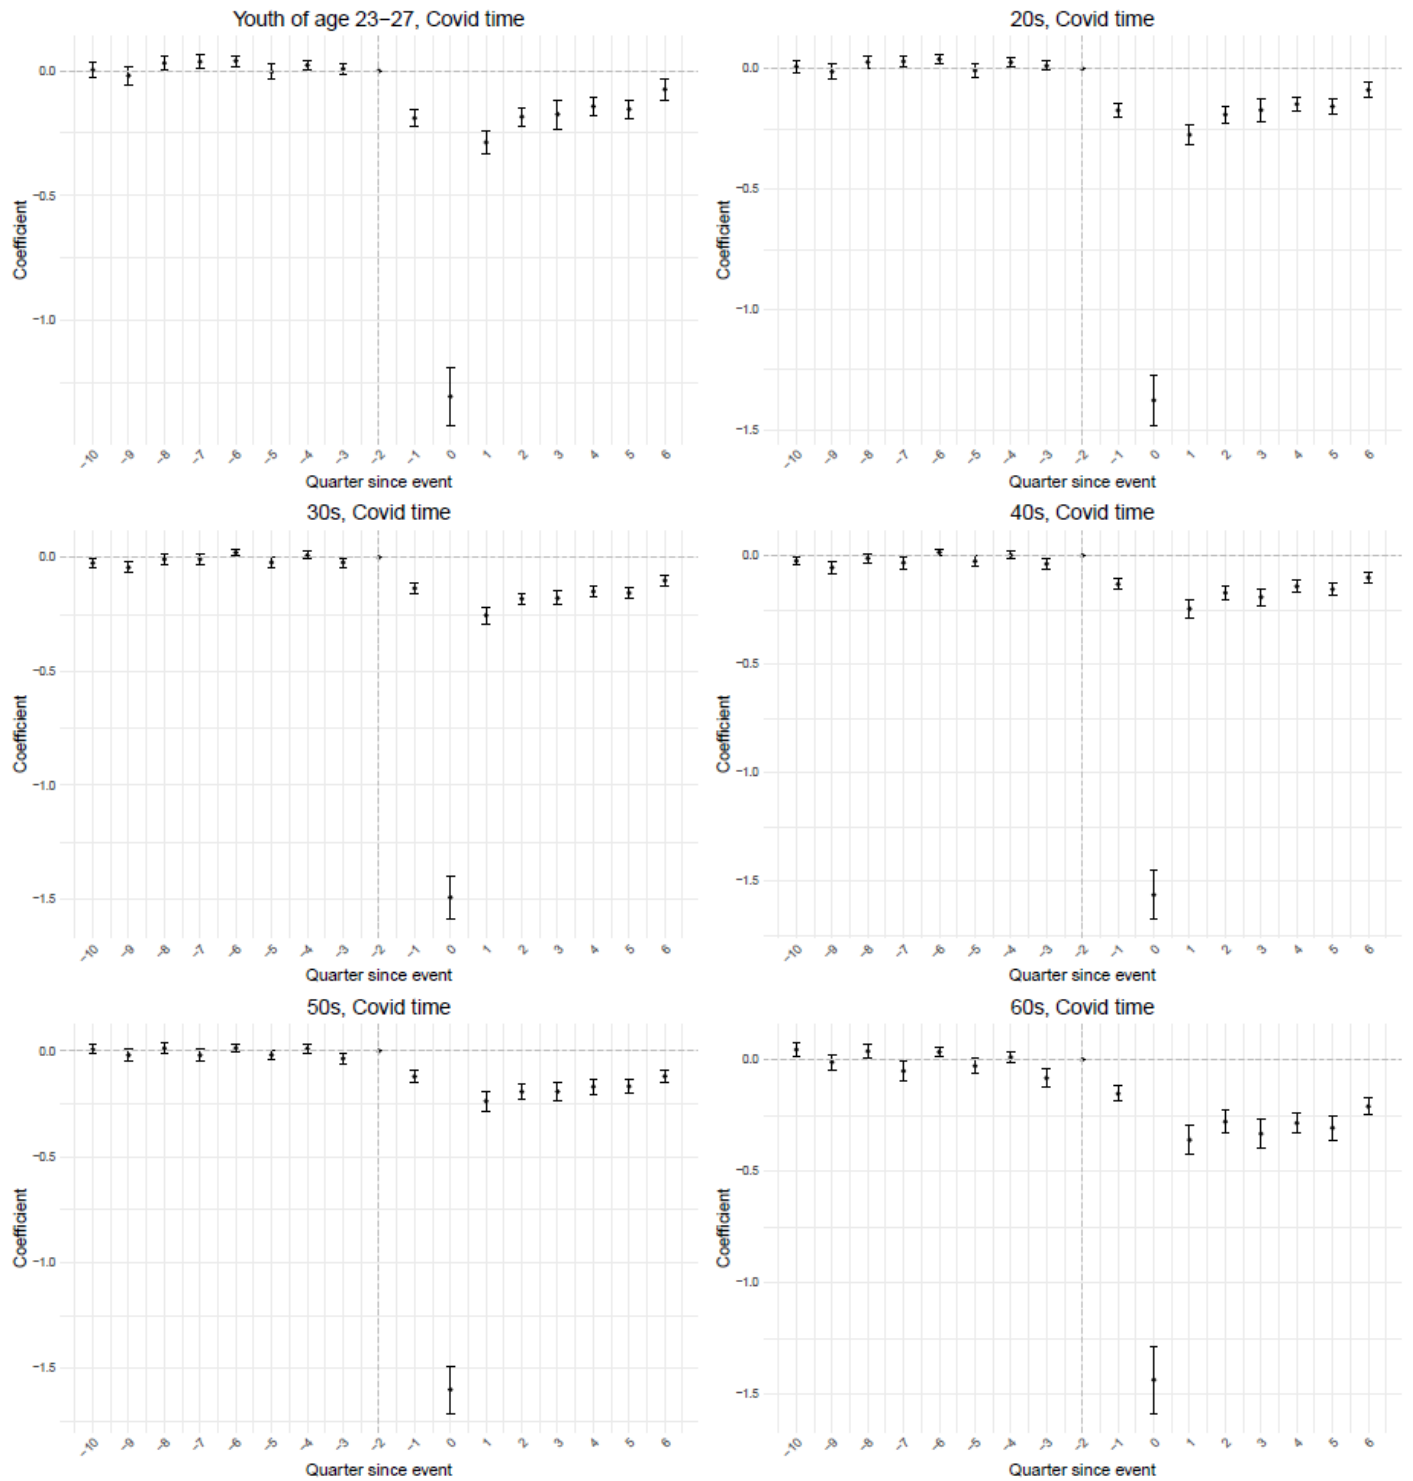 Youth of age 23−27, Covid time
Coefficient
0.0
−0.5
−1.0
−10 −9 −8 −7 −6 −5 −4 −3 −2 −1 0 1 2 3 4 5 6
Quarter since event
20s, Covid time
Coefficient
0.0
−0.5
−1.0
−1.5
−10 −9 −8 −7 −6 −5 −4 −3 −2 −1 0 1 2 3 4 5 6
Quarter since event
30s, Covid time
Coefficient
0.0
−0.5
−1.0
−1.5
−10 −9 −8 −7 −6 −5 −4 −3 −2 −1 0 1 2 3 4 5 6
Quarter since event
40s, Covid time
Coefficient
0.0
−0.5
−1.0
−1.5
−10 −9 −8 −7 −6 −5 −4 −3 −2 −1 0 1 2 3 4 5 6
Quarter since event
50s, Covid time
Coefficient
0.0
−0.5
−1.0
−1.5
−10 −9 −8 −7 −6 −5 −4 −3 −2 −1 0 1 2 3 4 5 6
Quarter since event
60s, Covid time
Coefficient
0.0
−0.5
−1.0
−1.5
−10 −9 −8 −7 −6 −5 −4 −3 −2 −1 0 1 2 3 4 5 6
Quarter since event